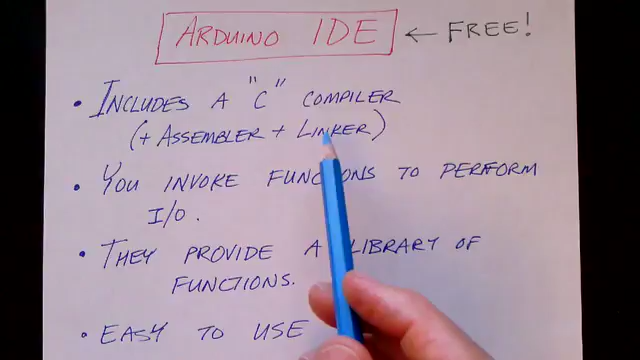 ARDUINO IDE ← FREE!
• INCLUDES A "C" COMPILER
(+ ASSEMBLER + LINKER)
• YOU INVOKE FUNCTIONS TO PERFORM
I/O.
• THEY PROVIDE A LIBRARY OF
FUNCTIONS.
• EASY TO USE